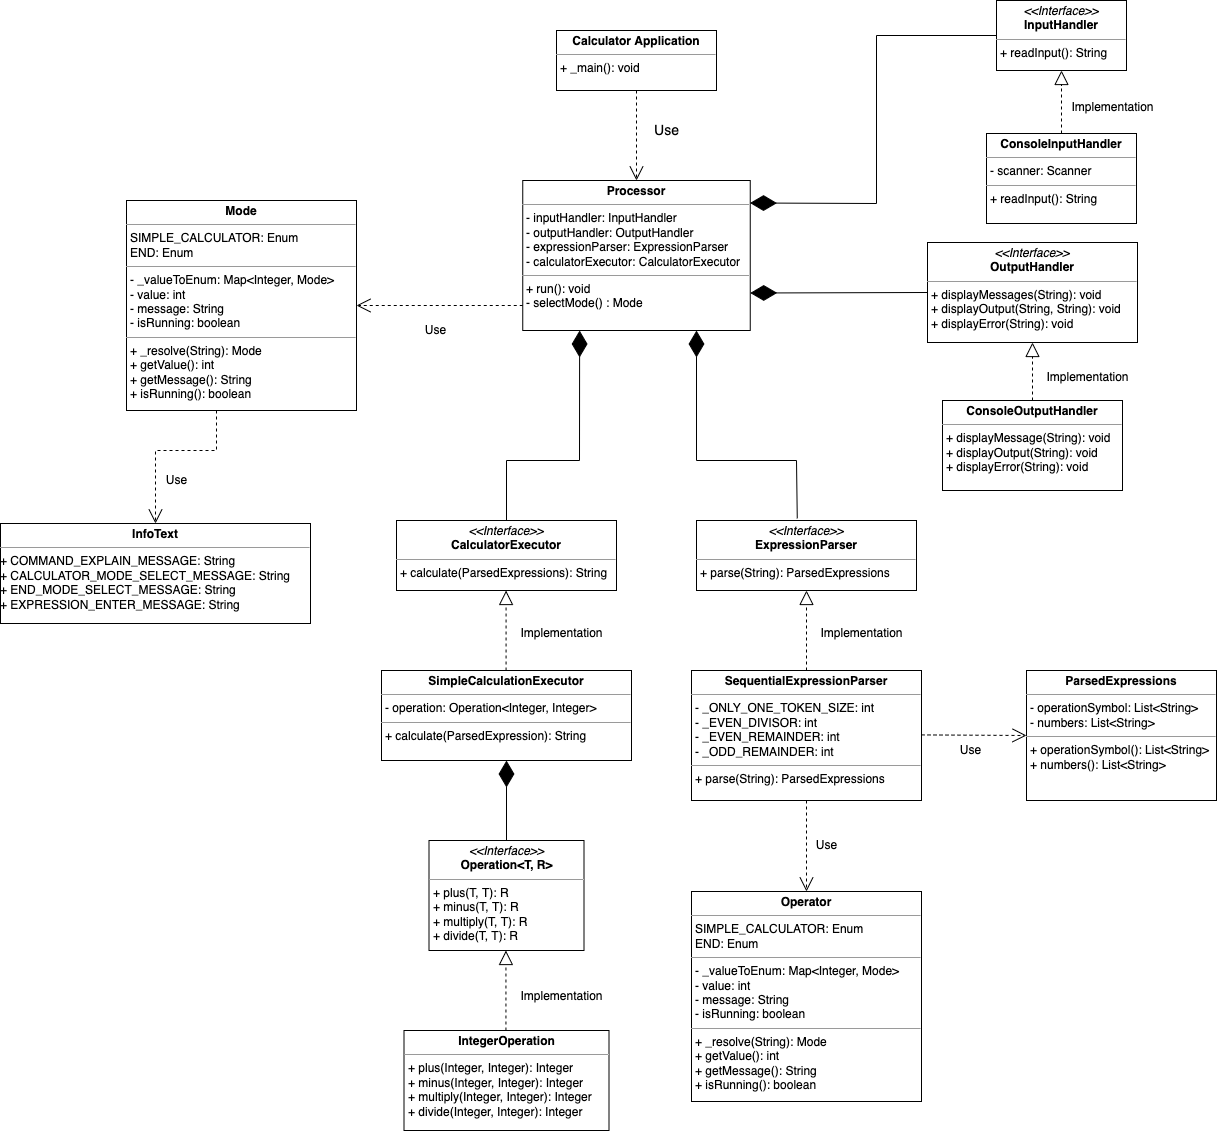 <<Interface>>
InputHandler
+ readInput(): String
Calculator Application
+ _main(): void
Use
Implementation
ConsoleInputHandler
- scanner: Scanner
+ readInput(): String
Processor
- inputHandler: InputHandler
- outputHandler: OutputHandler
- expressionParser: ExpressionParser
- calculatorExecutor: CalculatorExecutor
+ run(): void
- selectMode() : Mode
Mode
SIMPLE_CALCULATOR: Enum
END: Enum
- _valueToEnum: Map<Integer, Mode>
- value: int
- message: String
- isRunning: boolean
+ _resolve(String): Mode
+ getValue(): int
+ getMessage(): String
+ isRunning(): boolean
Use
<<Interface>>
OutputHandler
+ displayMessages(String): void
+ displayOutput(String, String): void
+ displayError(String): void
Implementation
ConsoleOutputHandler
+ displayMessage(String): void
+ displayOutput(String): void
+ displayError(String): void
Use
InfoText
+ COMMAND_EXPLAIN_MESSAGE: String
+ CALCULATOR_MODE_SELECT_MESSAGE: String
+ END_MODE_SELECT_MESSAGE: String
+ EXPRESSION_ENTER_MESSAGE: String
<<Interface>>
CalculatorExecutor
+ calculate(ParsedExpressions): String
<<Interface>>
ExpressionParser
+ parse(String): ParsedExpressions
Implementation
Implementation
SimpleCalculationExecutor
- operation: Operation<Integer, Integer>
+ calculate(ParsedExpression): String
SequentialExpressionParser
- _ONLY_ONE_TOKEN_SIZE: int
- _EVEN_DIVISOR: int
- _EVEN_REMAINDER: int
- _ODD_REMAINDER: int
+ parse(String): ParsedExpressions
Use
ParsedExpressions
- operationSymbol: List<String>
- numbers: List<String>
+ operationSymbol(): List<String>
+ numbers(): List<String>
Use
<<Interface>>
Operation<T, R>
+ plus(T, T): R
+ minus(T, T): R
+ multiply(T, T): R
+ divide(T, T): R
Implementation
IntegerOperation
+ plus(Integer, Integer): Integer
+ minus(Integer, Integer): Integer
+ multiply(Integer, Integer): Integer
+ divide(Integer, Integer): Integer
Operator
SIMPLE_CALCULATOR: Enum
END: Enum
- _valueToEnum: Map<Integer, Mode>
- value: int
- message: String
- isRunning: boolean
+ _resolve(String): Mode
+ getValue(): int
+ getMessage(): String
+ isRunning(): boolean